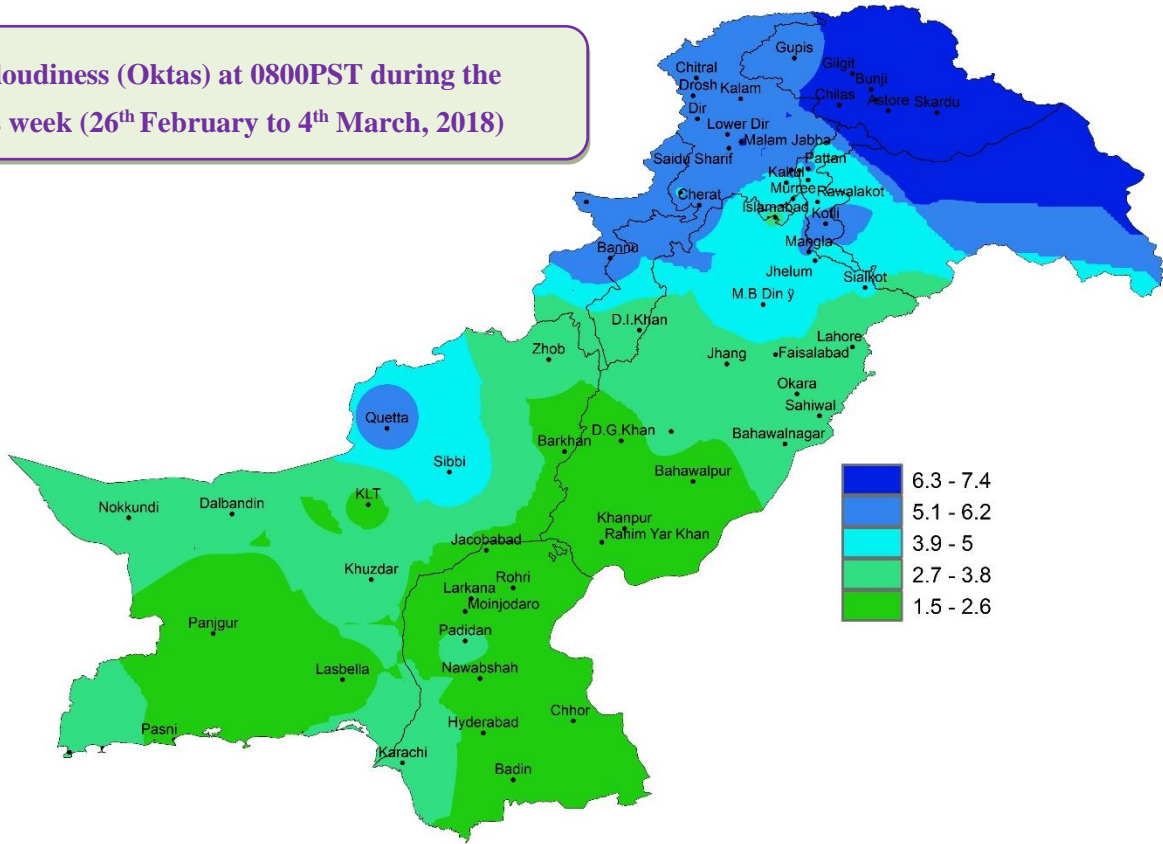 loudiness (Oktas) at 0800PST during the
week (26th February to 4th March, 2018)
Gupis
Gilgit
Chitral
Bunji
Drosh
Kalam
Chilas
Astore
Skardu
Dir
Lower Dir
Malam Jabba
Saidu Sharif
Pattan
Kakul
Murree
Rawalakot
Cherat
Islamabad
Kotli
Mangla
Bannu
Jhelum
Sialkot
M.B Din ÿ
D.I.Khan
Lahore
Zhob
Jhang
Faisalabad
Okara
Sahiwal
Quetta
D.G.Khan
Barkhan
Bahawalnagar
Sibbi
Bahawalpur
KLT
Nokkundi
Dalbandin
Khanpur
Rahim Yar Khan
Jacobabad
Khuzdar
Rohri
Larkana
Moinjodaro
Panjgur
Padidan
Lasbella
Nawabshah
Chhor
Pasni
Hyderabad
Karachi
Badin
6.3 - 7.4
5.1 - 6.2
3.9 - 5
2.7 - 3.8
1.5 - 2.6